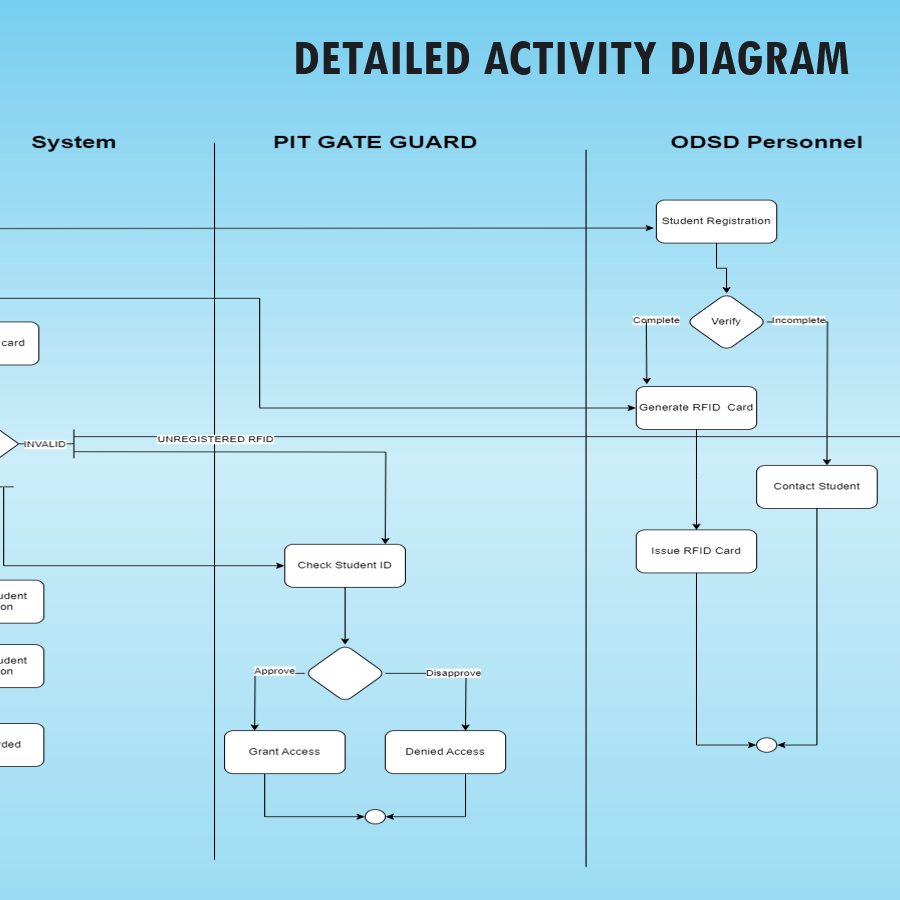 DETAILED ACTIVITY DIAGRAM
System
PIT GATE GUARD
ODSD Personnel
Student Registration
Complete
Verify
Incomplete
card
Generate RFID Card
UNREGISTERED RFID
INVALID
Contact Student
Issue RFID Card
Check Student ID
udent
on
udent
on
Approve
Disapprove
rded
Grant Access
Denied Access